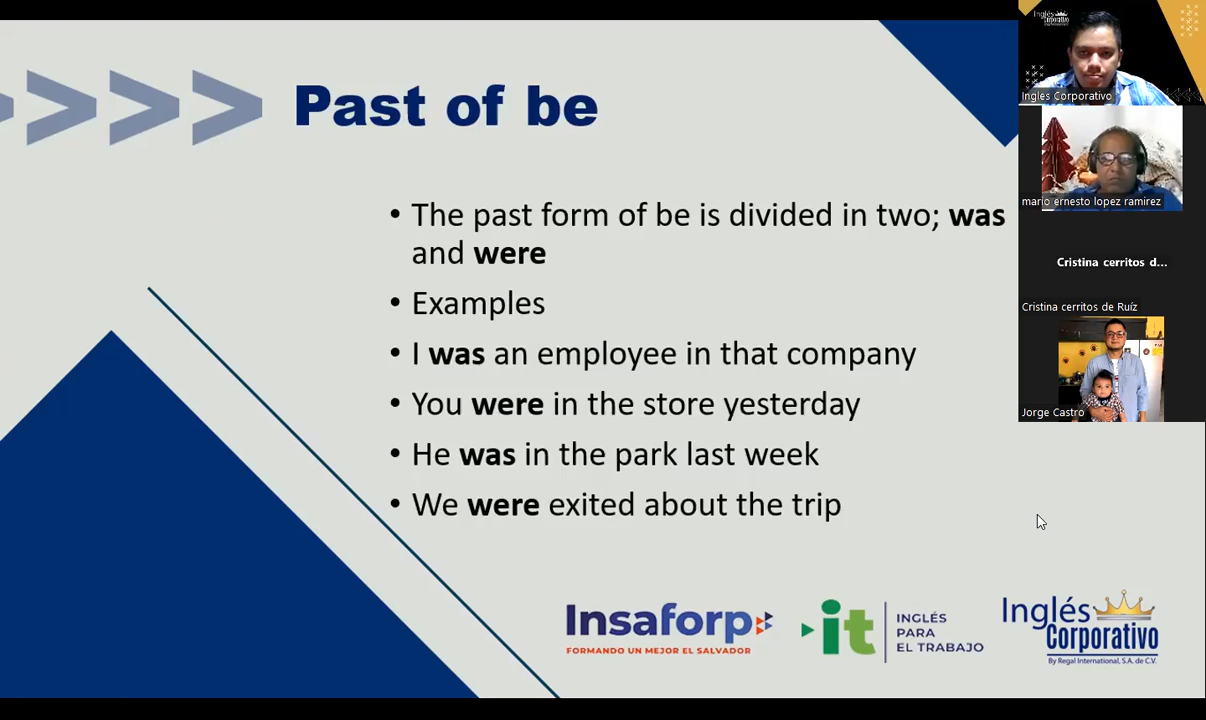 Past of be
• The past form of be is divided in two; was
and were
• Examples
• I was an employee in that company
• You were in the store yesterday
• He was in the park last week
• We were exited about the trip
Insaforp
FORMANDO UN MEJOR EL SALVADOR
it
INGLÉS
PARA
EL TRABAJO
Inglés
Corporativo
By Regal International, S.A. de C.V.
Inglés
Corporativo
Ingles Corporativo
mario ernesto lopez ramirez
Cristina cerritos d...
Cristina cerritos de Ruíz
Jorge Castro